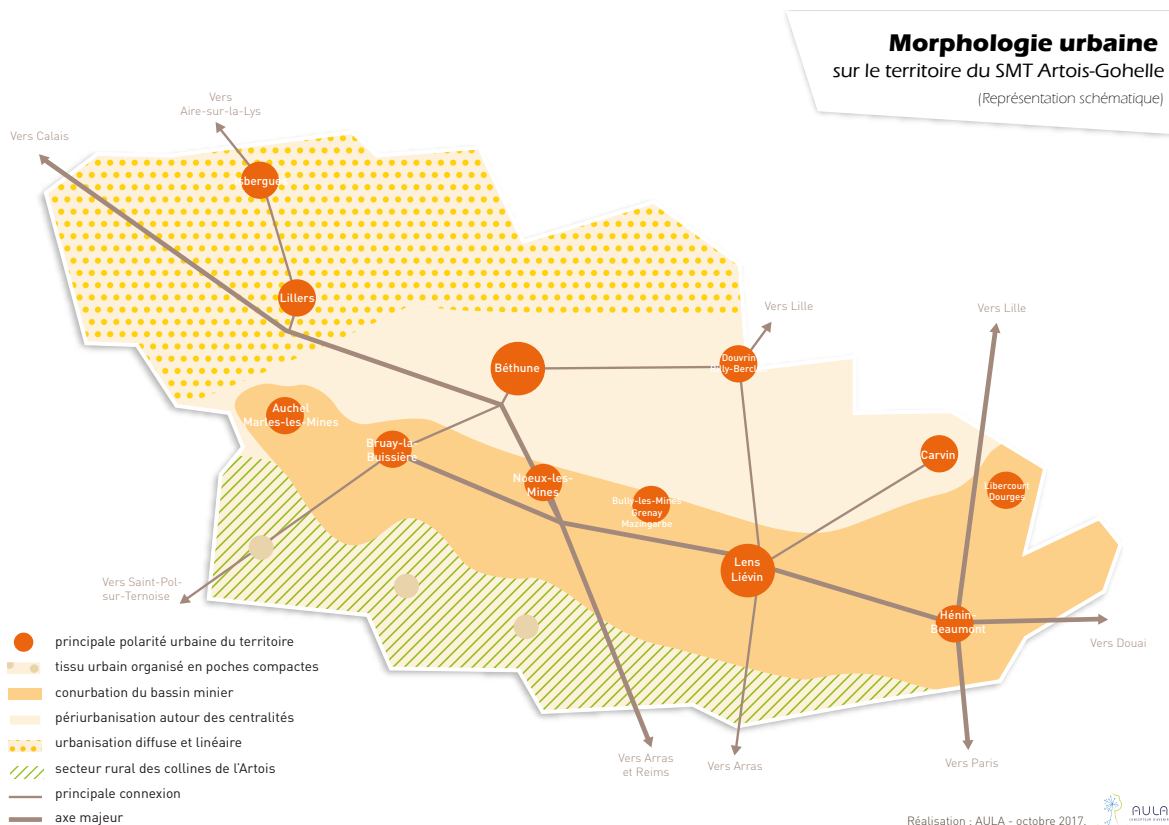 Morphologie urbaine
sur le territoire du SMT Artois-Gohelle
(Représentation schématique)
Vers
Aire-sur-la-Lys
Vers Calais
sbergue
Lillers
Vers Lille
Vers Lille
Béthune
Douvrin
Billy-Berclau
Auchel
Marles-les-Mines
Bruay-la-
Buissière
Carvin
Noeux-les-
Mines
Bully-les-Mines
Grenay
Mazingarbe
Libercourt
Dourges
Lens
Liévin
Vers Saint-Pol-
sur-Ternoise
Hénin-
Beaumont
Vers Douai
principale polarité urbaine du territoire
tissu urbain organisé en poches compactes
conurbation du bassin minier
périurbanisation autour des centralités
urbanisation diffuse et linéaire
secteur rural des collines de l'Artois
principale connexion
axe majeur
Vers Arras
et Reims
Vers Arras
Vers Paris
Réalisation : AULA - octobre 2017.
AULA